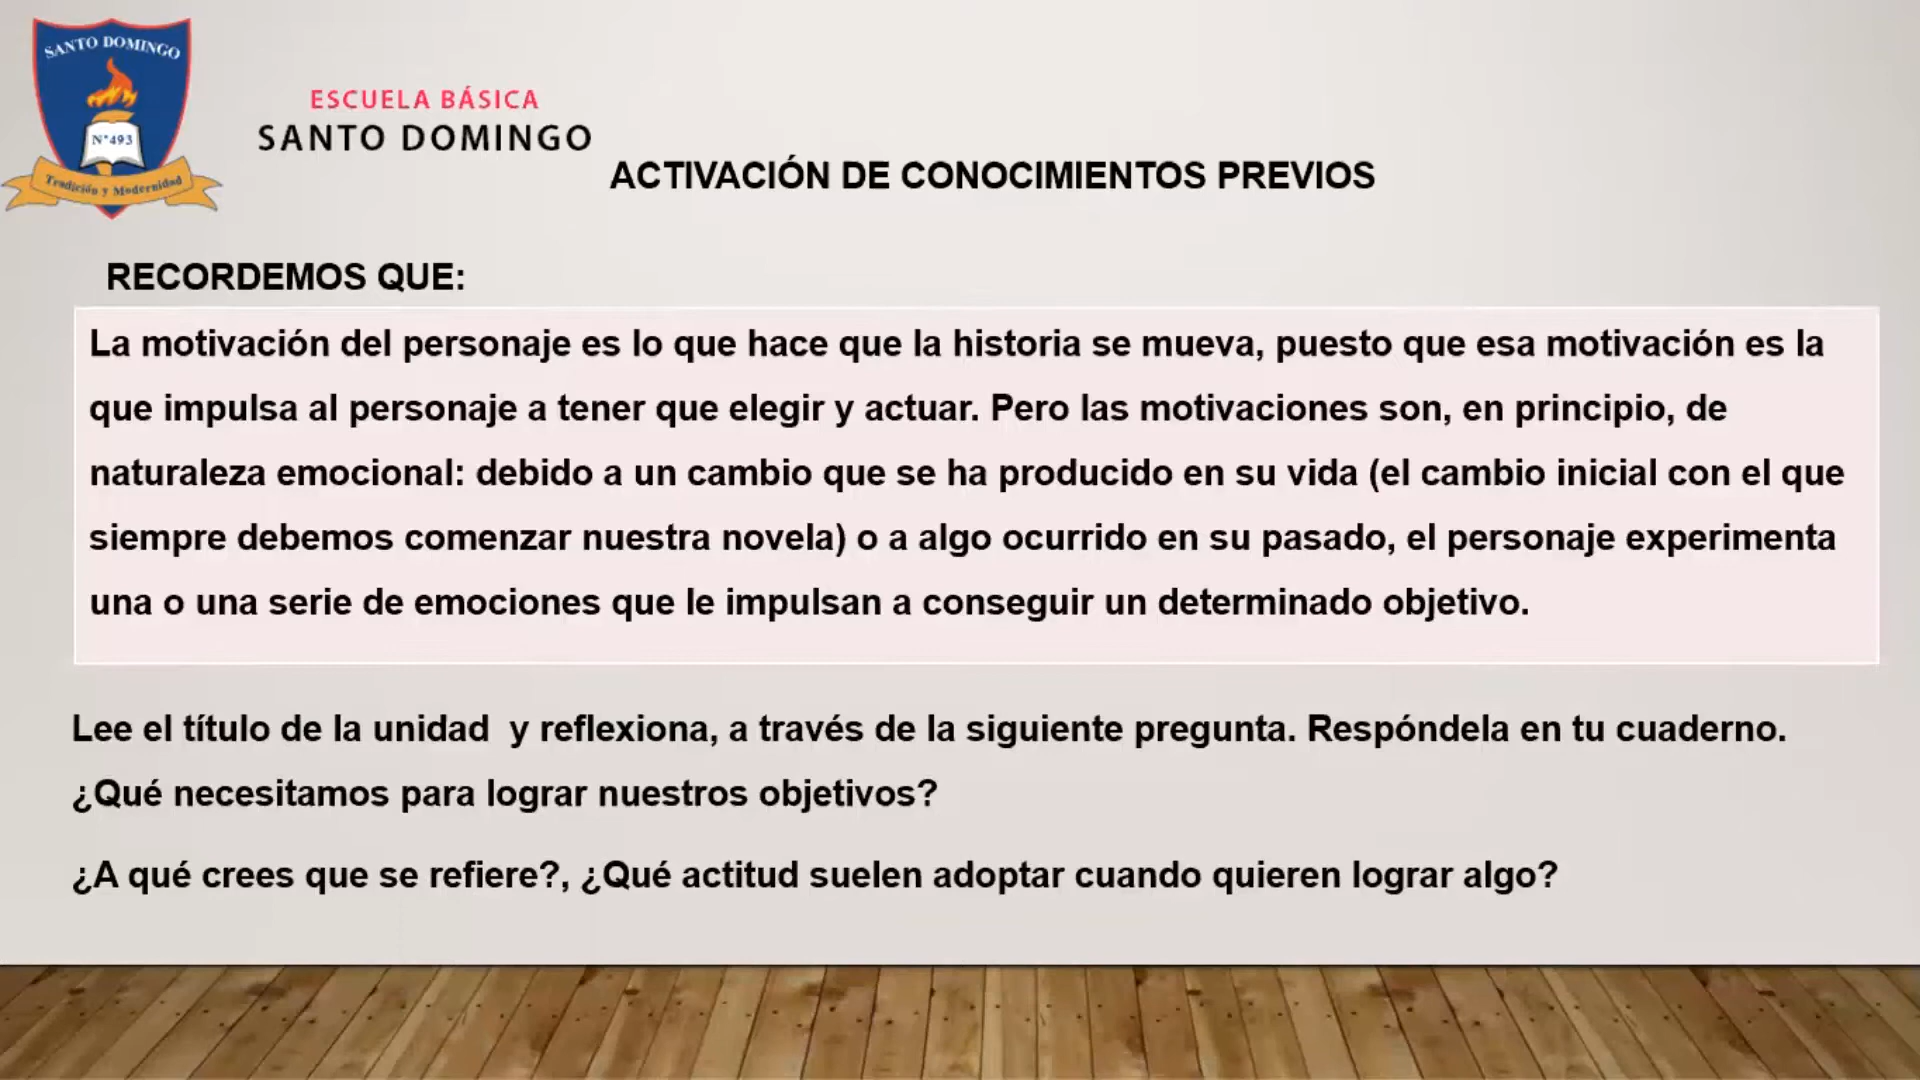 SANTO DOMINGO
N°493
Tradición y Modernidad
ESCUELA BÁSICA
SANTO DOMINGO
ACTIVACIÓN DE CONOCIMIENTOS PREVIOS
RECORDEMOS QUE:
La motivación del personaje es lo que hace que la historia se mueva, puesto que esa motivación es la
que impulsa al personaje a tener que elegir y actuar. Pero las motivaciones son, en principio, de
naturaleza emocional: debido a un cambio que se ha producido en su vida (el cambio inicial con el que
siempre debemos comenzar nuestra novela) o a algo ocurrido en su pasado, el personaje experimenta
una o una serie de emociones que le impulsan a conseguir un determinado objetivo.
Lee el título de la unidad  y reflexiona, a través de la siguiente pregunta. Respóndela en tu cuaderno.
¿Qué necesitamos para lograr nuestros objetivos?
¿A qué crees que se refiere?, ¿Qué actitud suelen adoptar cuando quieren lograr algo?